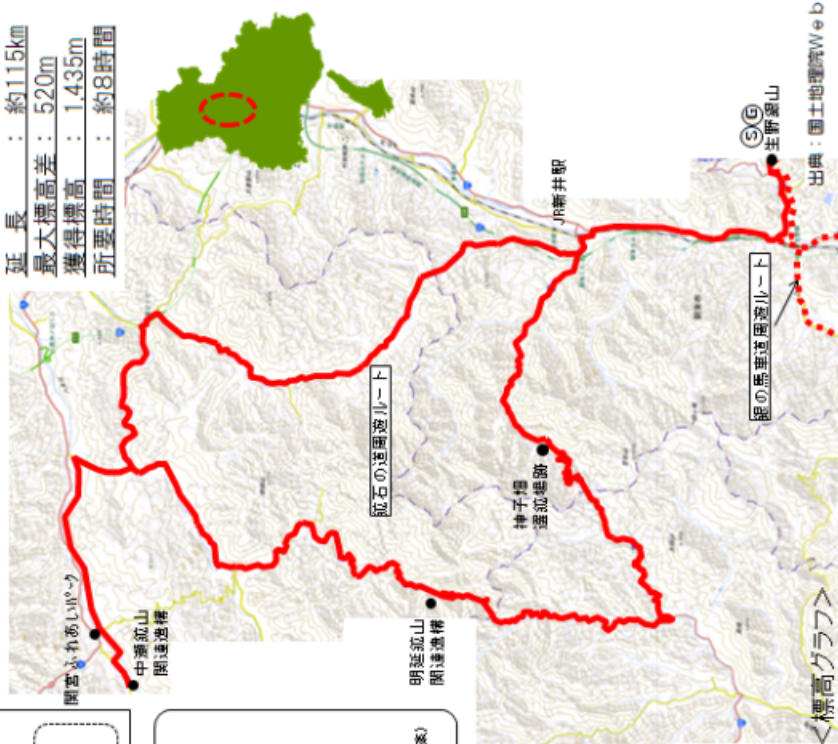 延　長　：　約115km
最大標高差：　520m
獲得標高　：　1,435m
所要時間　：　約8時間
JR新井駅
ⓈⒼ
生野銀山
出典：国土地理院Web
銀の馬車道周遊ルート
鉱石の道周遊ルート
神子畑
選鉱場跡
明延鉱山
関連遺構
関宮ふれあいパーク
中瀬鉱山
関連遺構
＜標高グラフ＞
案）